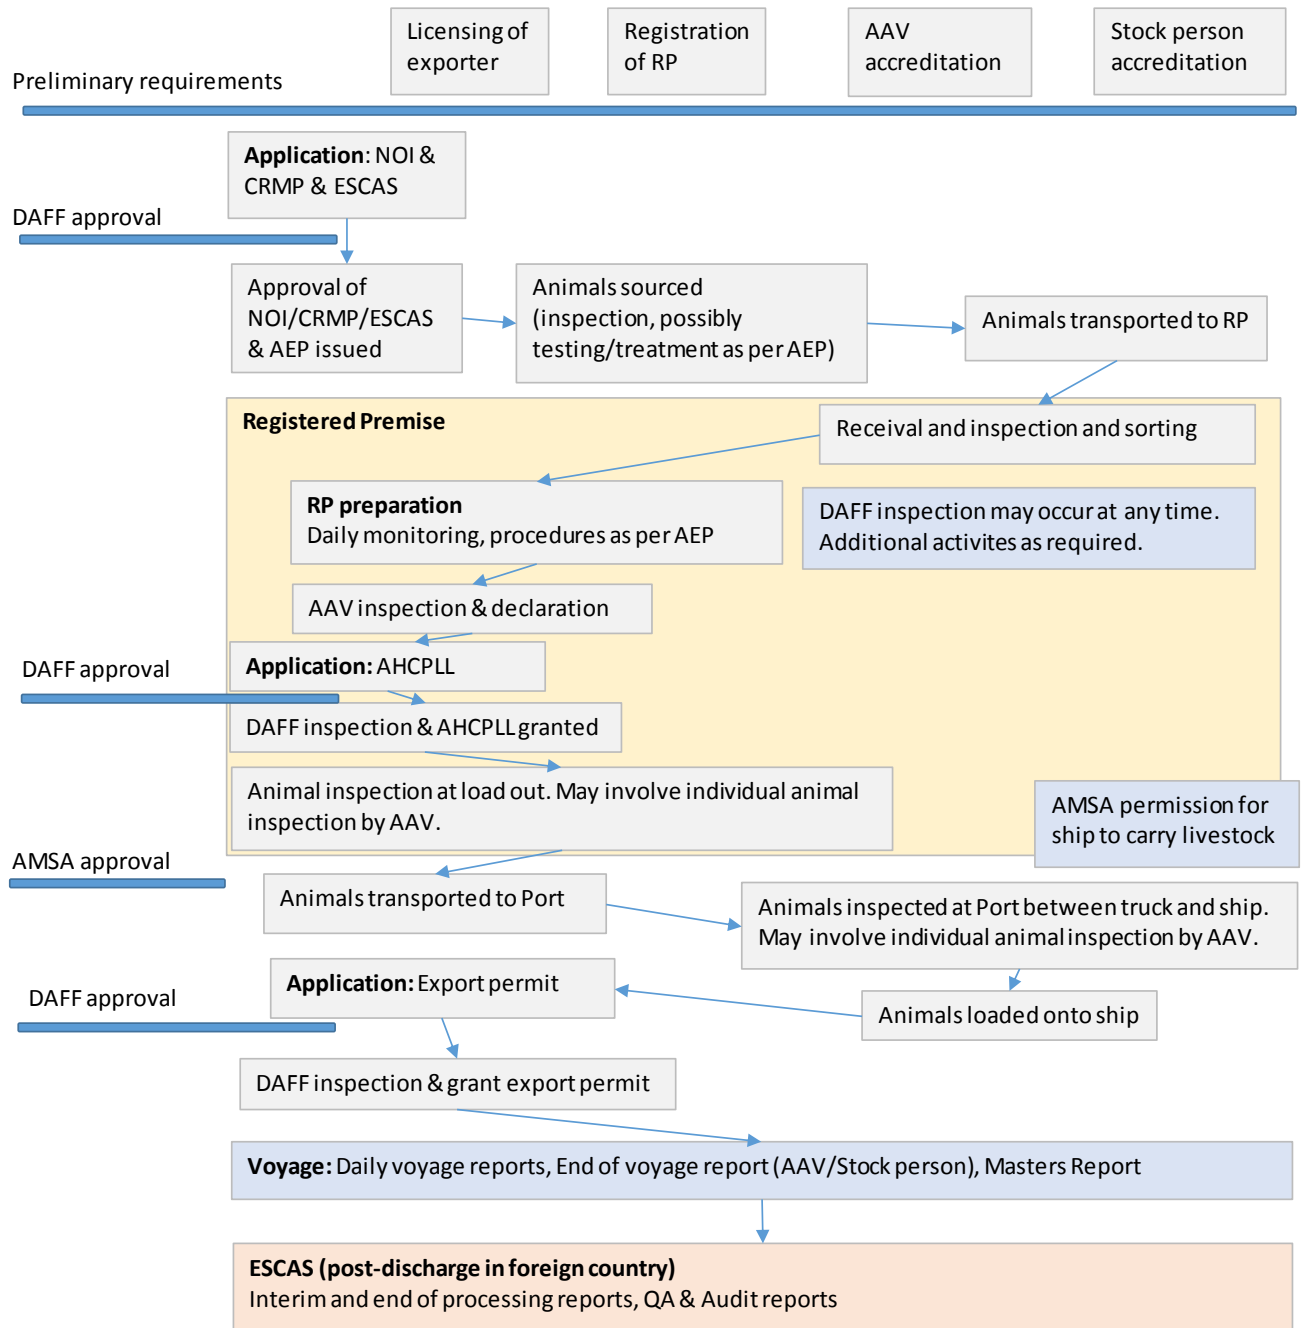 Licensing of
exporter
Registration
of RP
AAV
accreditation
Stock person
accreditation
Preliminary requirements
Application: NOI &
CRMP & ESCAS
DAFF approval
Approval of
NOI/CRMP/ESCAS
& AEP issued
Animals sourced
(inspection, possibly
testing/treatment as per AEP)
Animals transported to RP
Registered Premise
Receival and inspection and sorting
RP preparation
Daily monitoring, procedures as per AEP
DAFF inspection may occur at any time.
Additional activites as required.
AAV inspection & declaration
DAFF approval
Application: AHCPLL
DAFF inspection & AHCPLL granted
Animal inspection at load out. May involve individual animal
inspection by AAV.
AMSA permission for
ship to carry livestock
AMSA approval
Animals transported to Port
Animals inspected at Port between truck and ship.
May involve individual animal inspection by AAV.
DAFF approval
Application: Export permit
Animals loaded onto ship
DAFF inspection & grant export permit
Voyage: Daily voyage reports, End of voyage report (AAV/Stock person), Masters Report
ESCAS (post-discharge in foreign country)
Interim and end of processing reports, QA & Audit reports